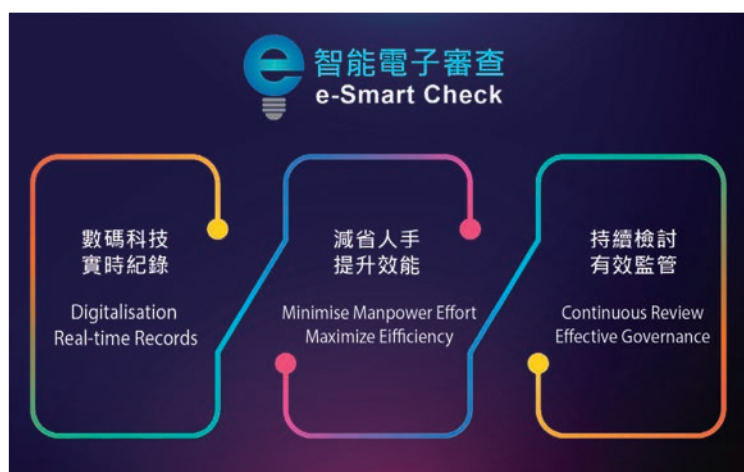 智能電子審查
e-Smart Check
數碼科技
實時紀錄
Digitalisation
Real-time Records
減省人手
提升效能
Minimise Manpower Effort
Maximize Eifficiency
持續檢討
有效監管
Continuous Review
Effective Governance